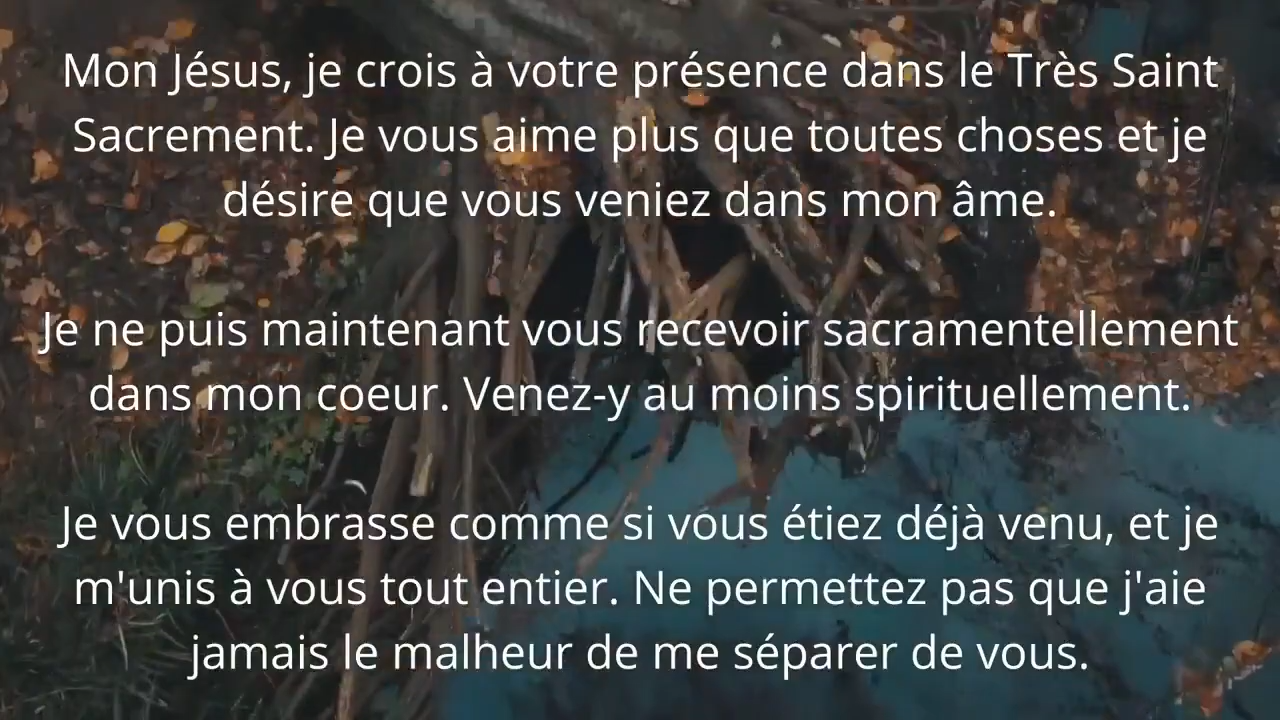 Mon Jésus, je crois à votre présence dans le Très Saint
Sacrement. Je vous aime plus que toutes choses et je
désire que vous veniez dans mon âme.
Je ne puis maintenant vous recevoir sacramentellement
dans mon coeur. Venez-y au moins spirituellement.
Je vous embrasse comme si vous étiez déjà venu, et je
m'unis à vous tout entier. Ne permettez pas que j'aie
jamais le malheur de me séparer de vous.